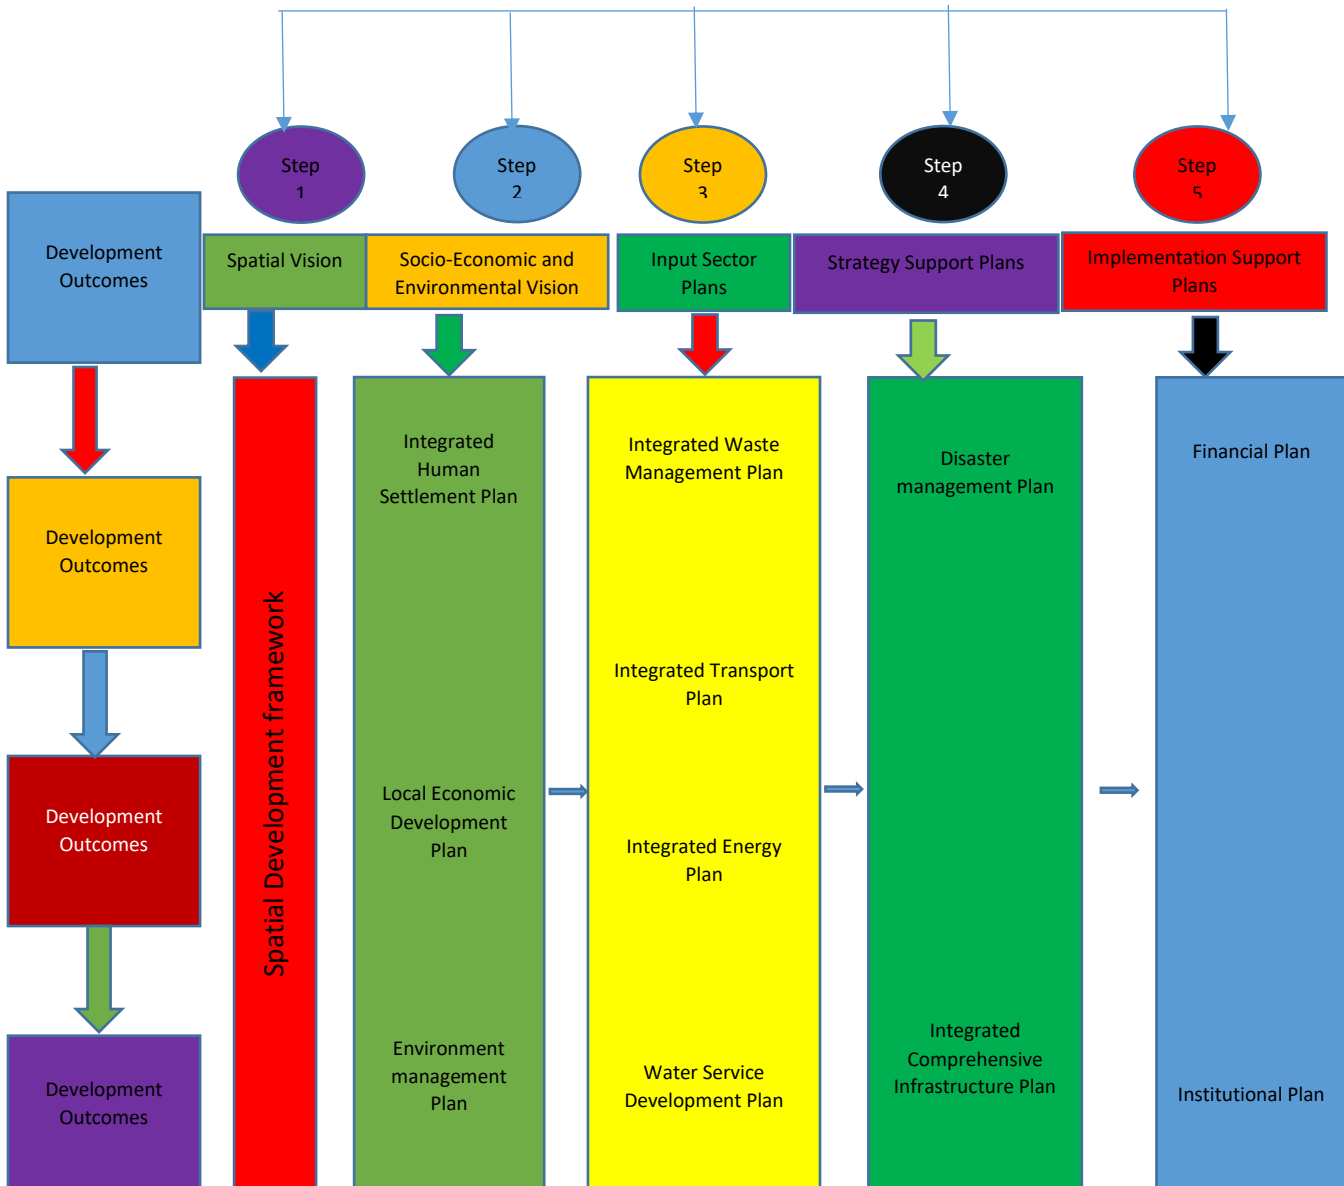 Step
1
Step
2
Step
3
Step
4
Step
5
Development
Outcomes
Spatial Vision
Socio-Economic and
Environmental Vision
Input Sector
Plans
Strategy Support Plans
Implementation Support
Plans
Development
Outcomes
Development
Outcomes
Development
Outcomes
Spatial Development framework
Integrated
Human
Settlement Plan
Local Economic
Development
Plan
Environment
management
Plan
Integrated Waste
Management Plan
Integrated Transport
Plan
Integrated Energy
Plan
Water Service
Development Plan
Disaster
management Plan
Integrated
Comprehensive
Infrastructure Plan
Financial Plan
Institutional Plan